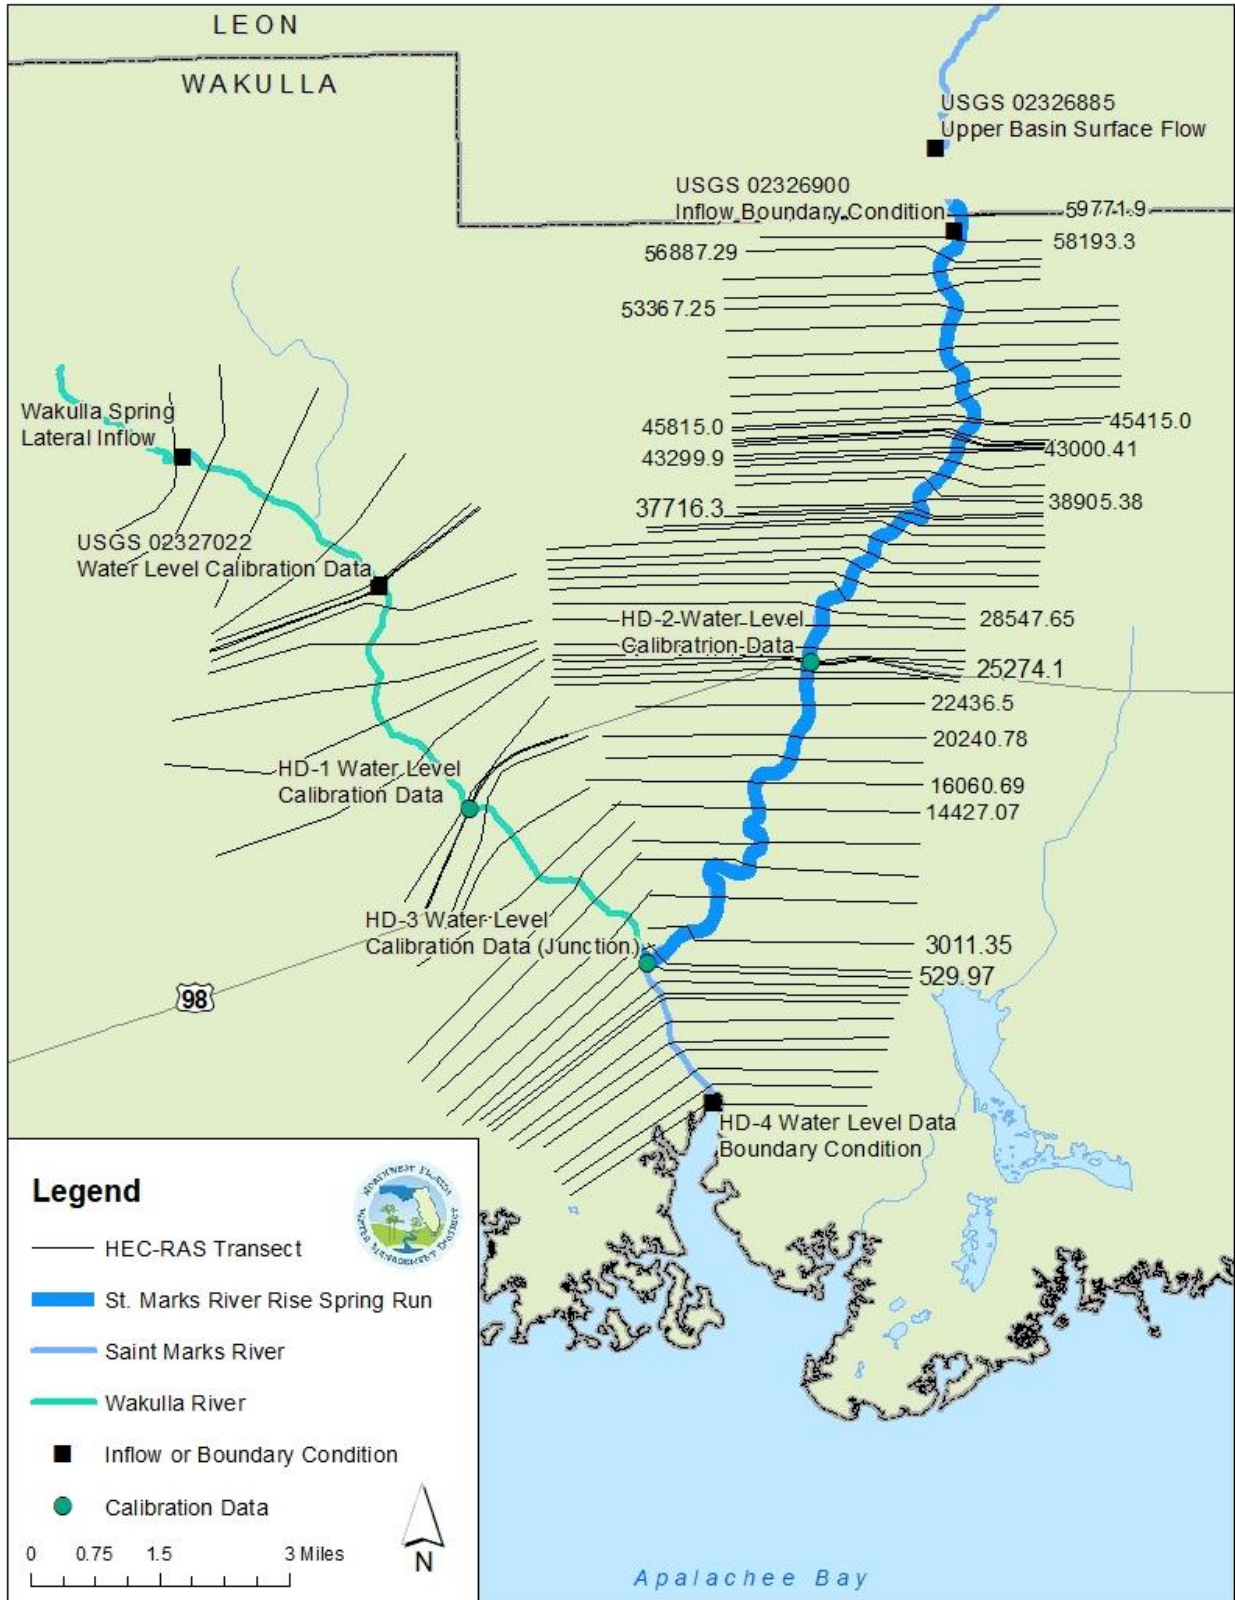 LEON
WAKULLA
USGS 02326885
Upper Basin Surface Flow
USGS 02326900
Inflow Boundary Condition
59771.9
58193.3
56887.29
53367.25
Wakulla Spring
Lateral Inflow
45815.0
45415.0
43299.9
43000.41
37716.3
38905.38
USGS 02327022
Water Level Calibration Data
HD-2 Water Level
Calibratrion Data
28547.65
25274.1
22436.5
20240.78
HD-1 Water Level
Calibration Data
16060.69
14427.07
HD-3 Water Level
Calibration Data (Junction)
3011.35
529.97
98
HD-4 Water Level Data
Boundary Condition
Legend
NORTHWEST FLORIDA
WATER MANAGEMENT DISTRICT
HEC-RAS Transect
St. Marks River Rise Spring Run
Saint Marks River
Wakulla River
Inflow or Boundary Condition
Calibration Data
0 0.75 1.5 3 Miles
N
Apalachee Bay